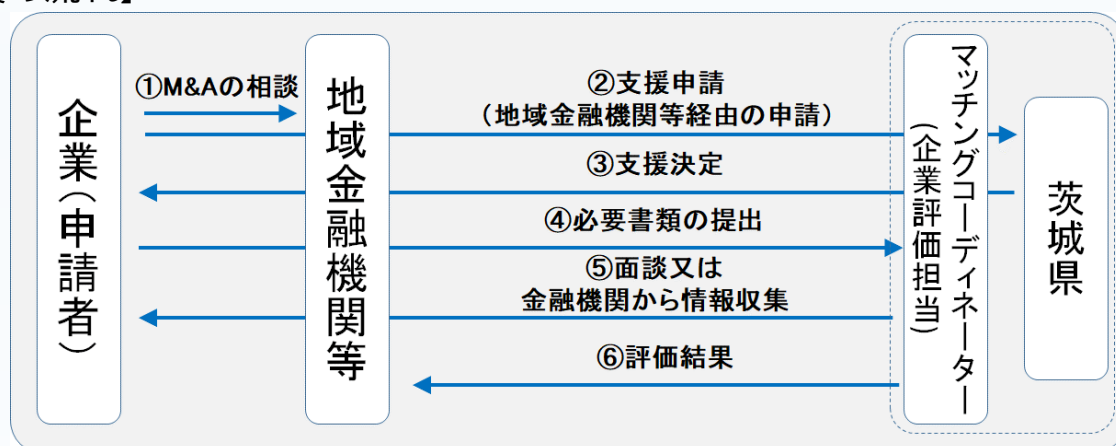 企業(申請者)
①M&Aの相談
地域金融機関等
②支援申請
(地域金融機関等経由の申請)
③支援決定
④必要書類の提出
⑤面談又は
金融機関から情報収集
⑥評価結果
マッチングコーディネーター
(企業評価担当)
茨城県